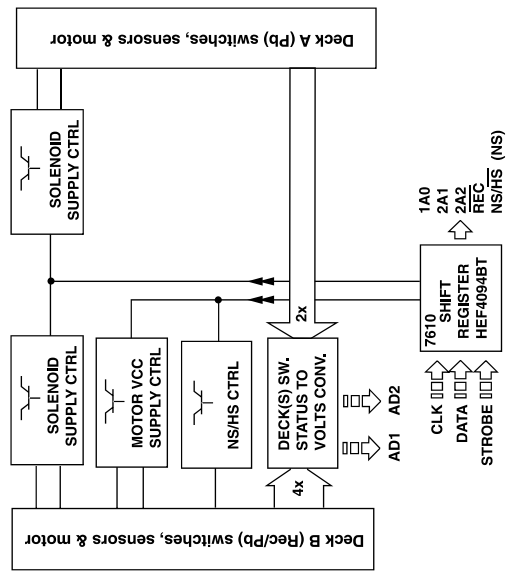 Deck A (Pb) switches, sensors & motor
SOLENOID
SUPPLY CTRL
SOLENOID
SUPPLY CTRL
MOTOR VCC
SUPPLY CTRL
NS/HS CTRL
2x
DECK(S) SW.
STATUS TO
VOLTS CONV.
4x
AD1
AD2
7610
SHIFT
REGISTER
HEF4094BT
CLK
DATA
STROBE
1A0
2A1
2A2
REC
NS/HS (NS)
Deck B (Rec/Pb) switches, sensors & motor